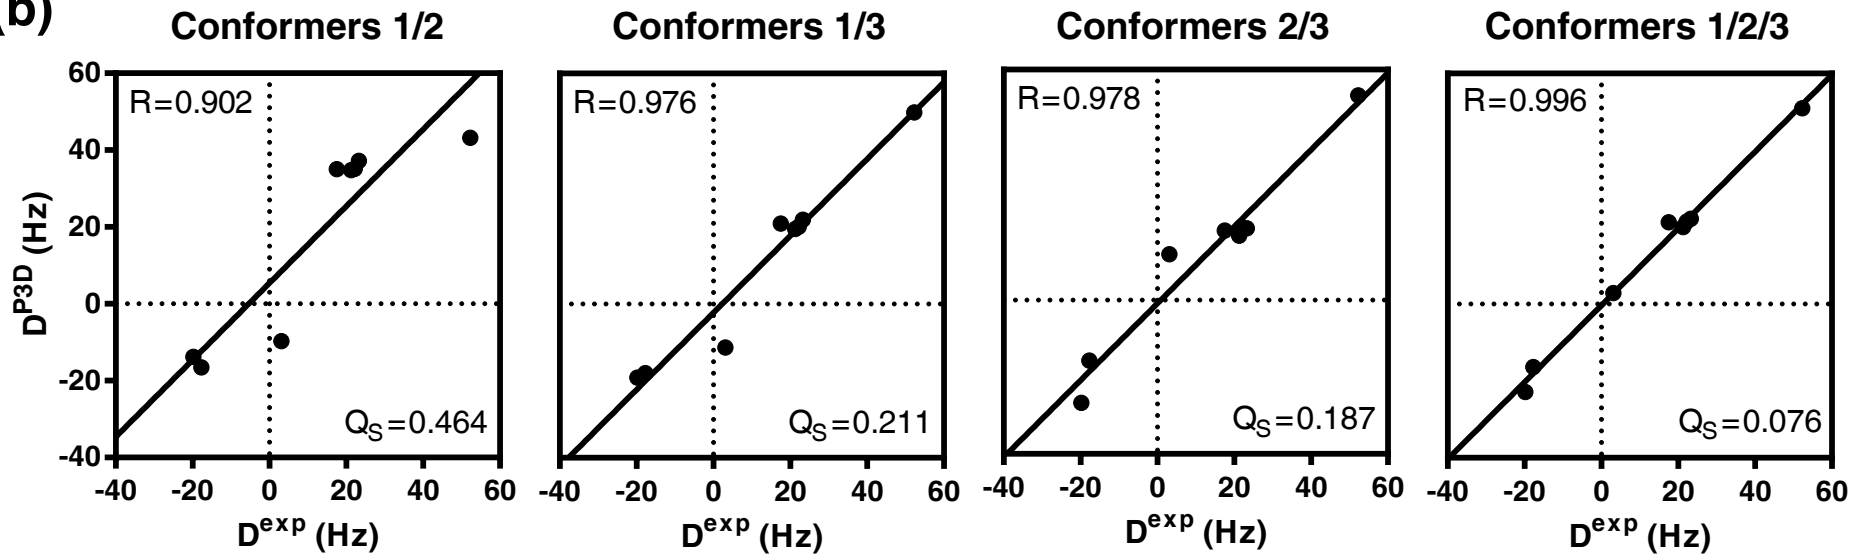 (b)
Conformers 1/2
Conformers 1/3
Conformers 2/3
Conformers 1/2/3
R=0.902
R=0.976
R=0.978
R=0.996
60
40
20
0
-20
-40
D^P3D (Hz)
Q_S=0.464
Q_S=0.211
Q_S=0.187
Q_S=0.076
-40 -20 0 20 40 60
-40 -20 0 20 40 60
-40 -20 0 20 40 60
-40 -20 0 20 40 60
D^exp (Hz)
D^exp (Hz)
D^exp (Hz)
D^exp (Hz)